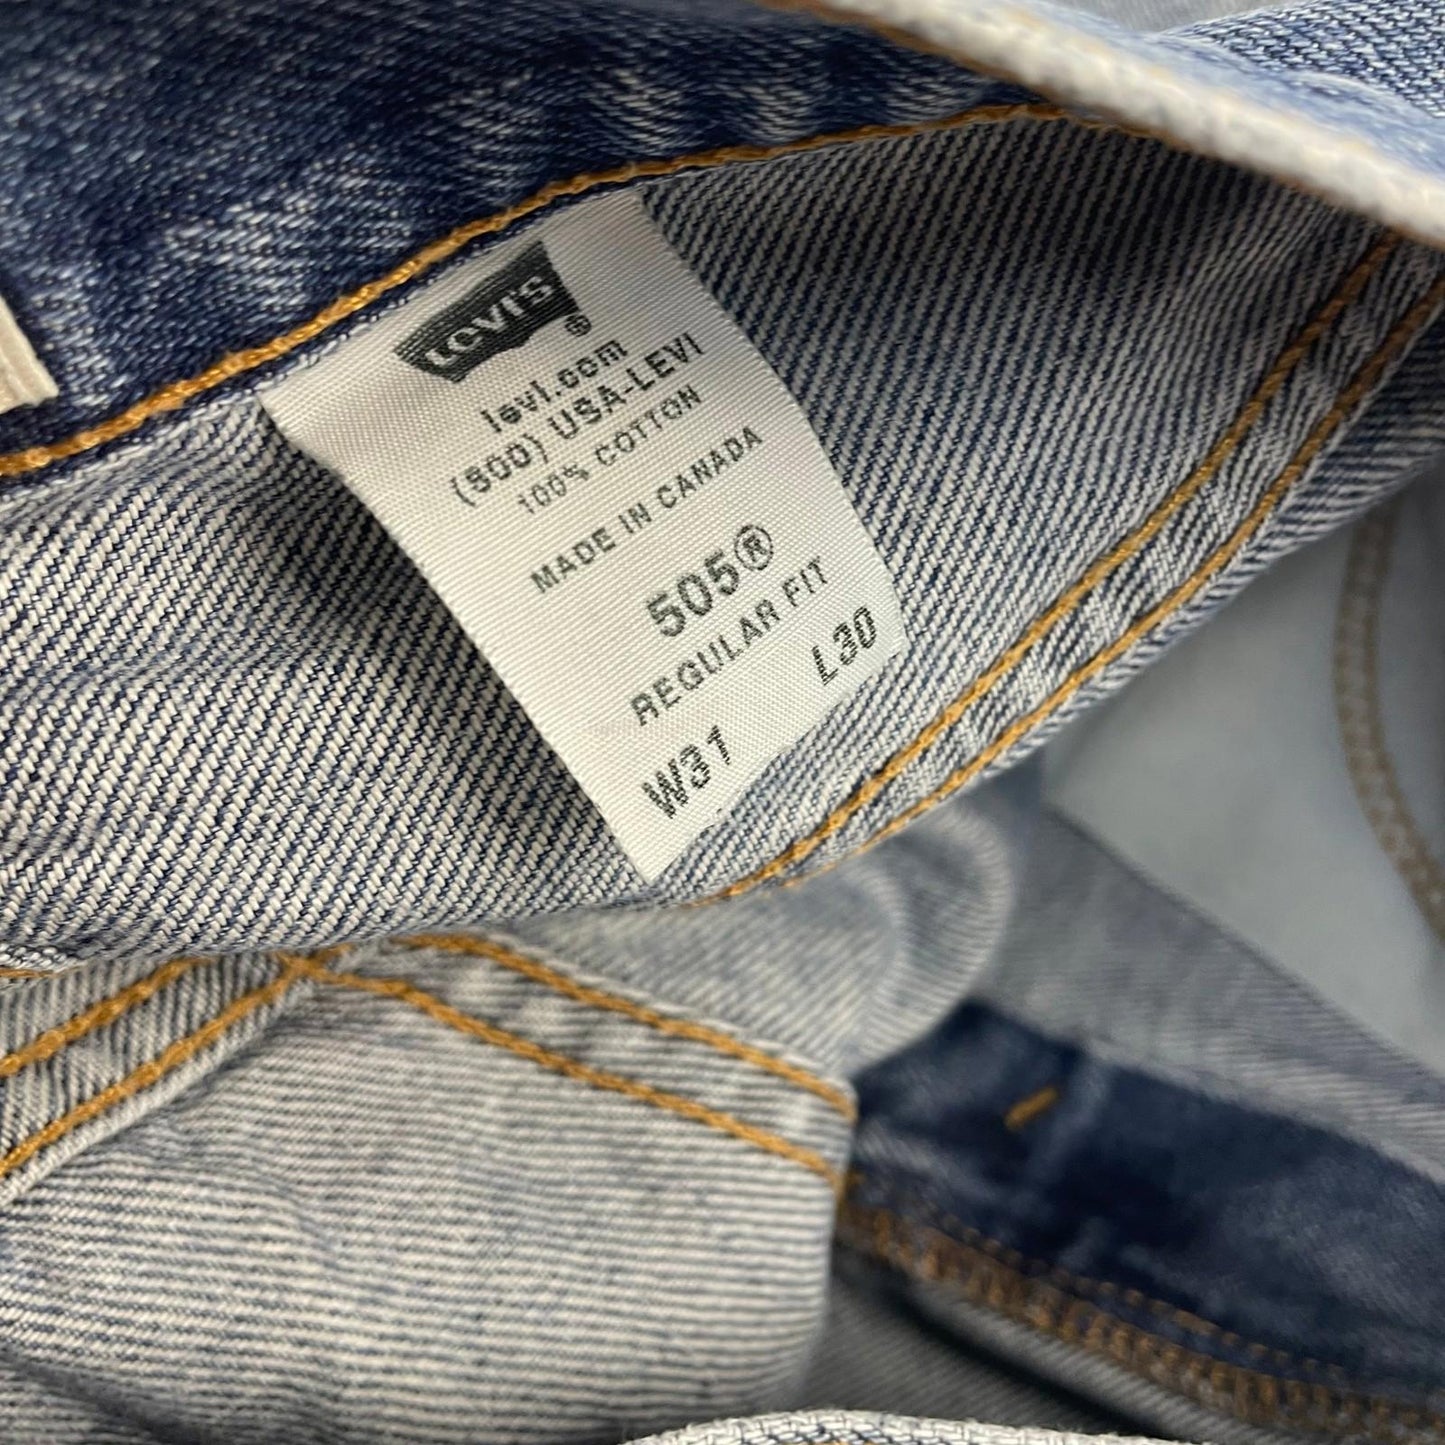 LEVI'S®
levi.com
(800) USA-LEVI
100% COTTON
MADE IN CANADA
505®
REGULAR FIT
W31 L30